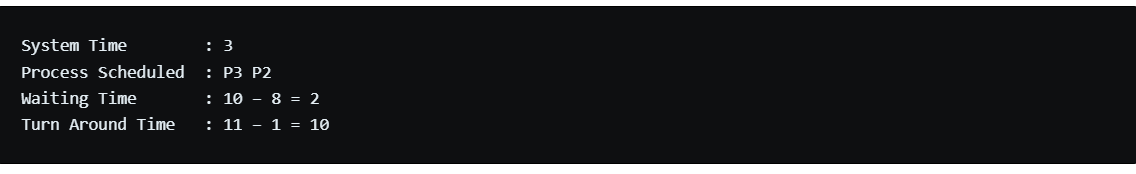 System Time : 3
Process Scheduled : P3 P2
Waiting Time : 10 – 8 = 2
Turn Around Time : 11 – 1 = 10